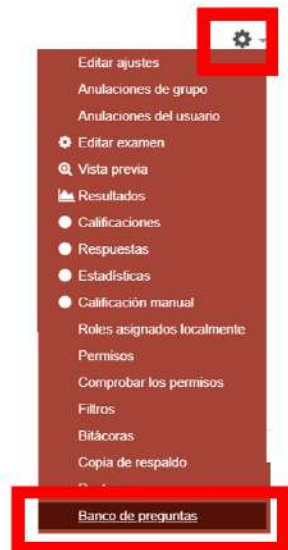 Editar ajustes
Anulaciones de grupo
Anulaciones del usuario
Editar examen
Vista previa
Resultados
Calificaciones
Respuestas
Estadísticas
Calificación manual
Roles asignados localmente
Permisos
Comprobar los permisos
Filtros
Bitácoras
Copia de respaldo
Banco de preguntas